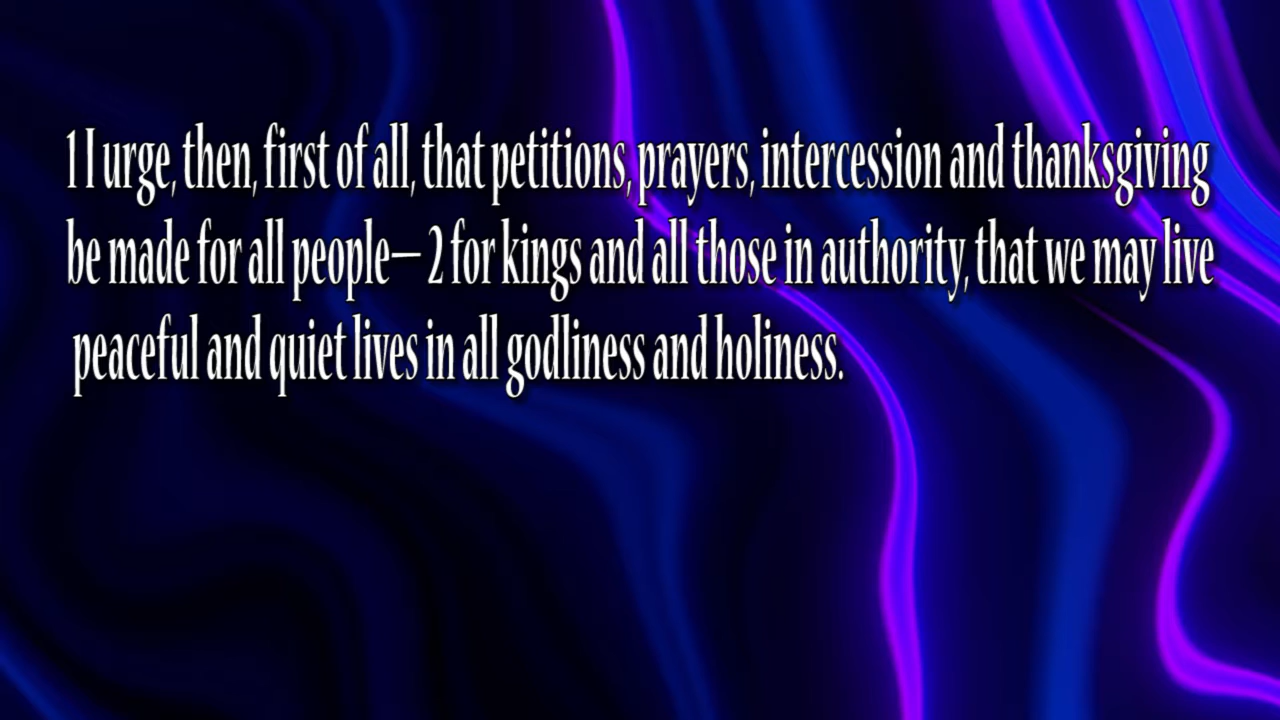 1 I urge, then, first of all, that petitions, prayers, intercession and thanksgiving
be made for all people— 2 for kings and all those in authority, that we may live
peaceful and quiet lives in all godliness and holiness.